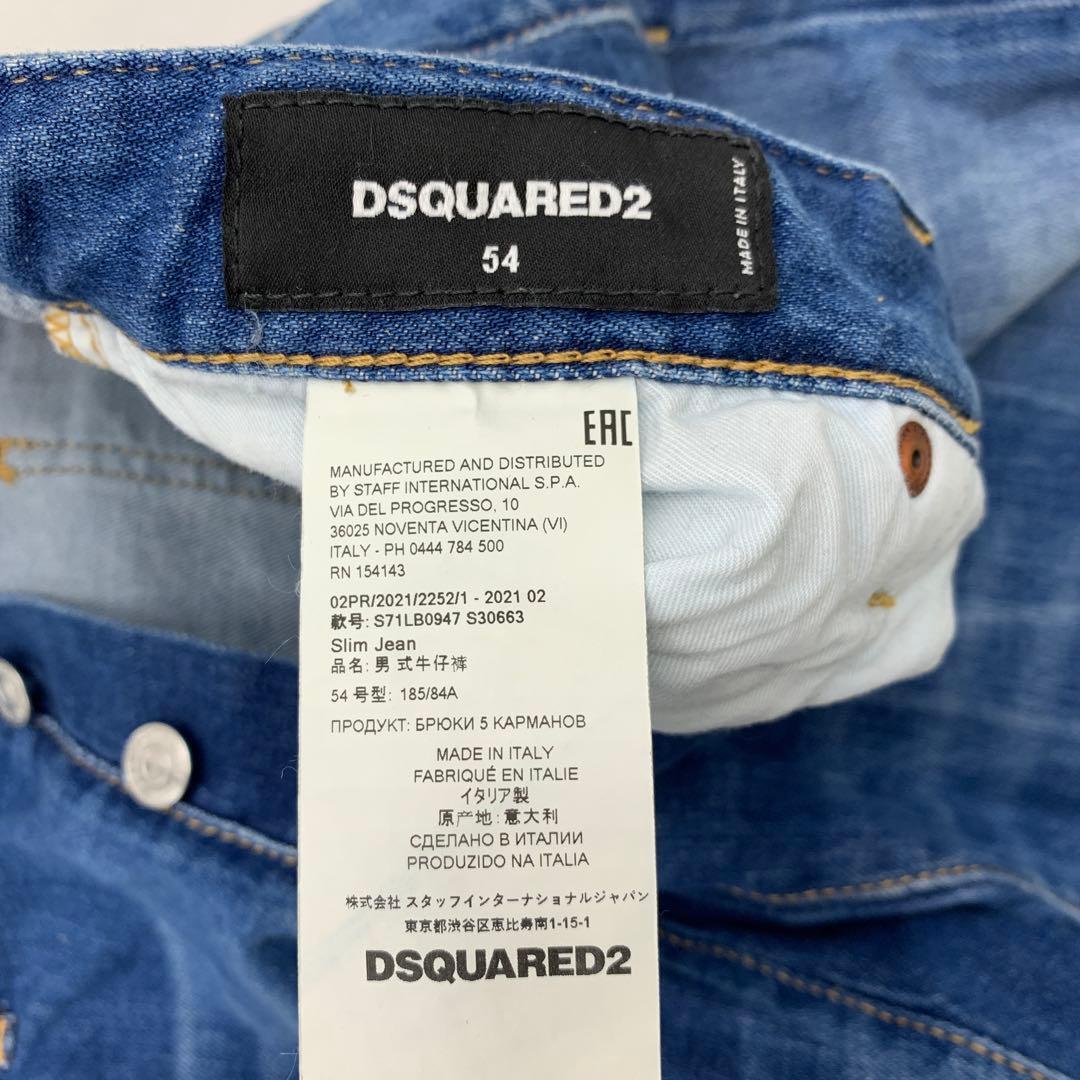 DSQUARED2
54
MADE IN ITALY
EAC
MANUFACTURED AND DISTRIBUTED
BY STAFF INTERNATIONAL S.P.A.
VIA DEL PROGRESSO, 10
36025 NOVENTA VICENTINA (VI)
ITALY - PH 0444 784 500
RN 154143
02PR/2021/2252/1 - 2021 02
款号: S71LB0947 S30663
Slim Jean
品名: 男 式牛仔裤
54 号型: 185/84A
ПРОДУКТ: БРЮКИ 5 КАРМАНОВ
MADE IN ITALY
FABRIQUÉ EN ITALIE
イタリア製
原产地: 意大利
СДЕЛАНО В ИТАЛИИ
PRODUZIDO NA ITALIA
株式会社 スタッフインターナショナルジャパン
東京都渋谷区恵比寿南1-15-1
DSQUARED2